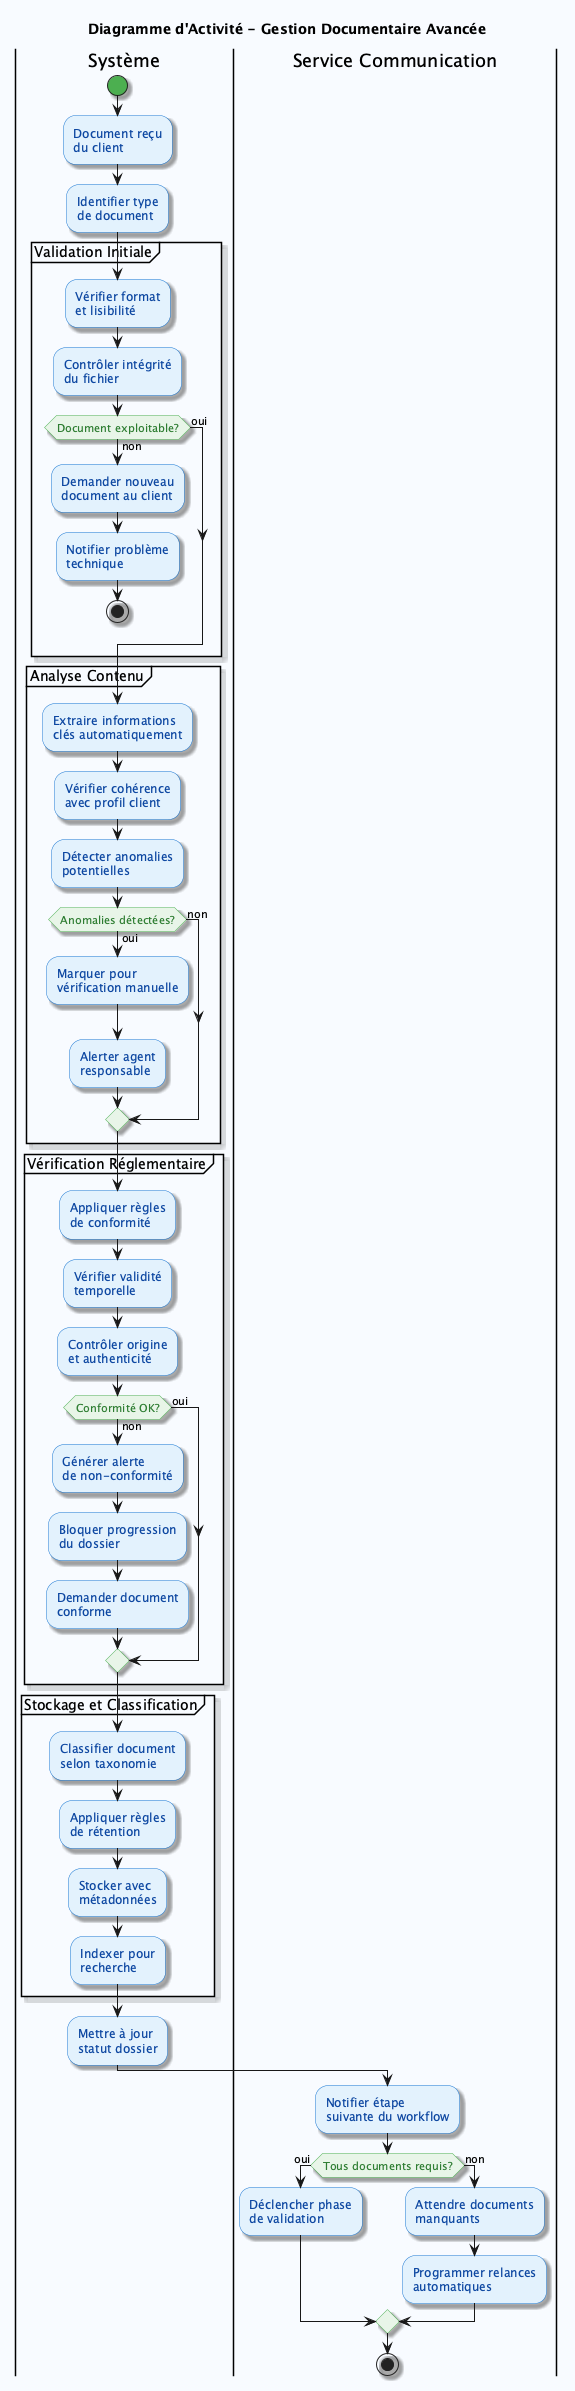 Diagramme d'Activité - Gestion Documentaire Avancée
Système
Service Communication
Document reçu
du client
Identifier type
de document
Validation Initiale
Vérifier format
et lisibilité
Contrôler intégrité
du fichier
Document exploitable?
oui
non
Demander nouveau
document au client
Notifier problème
technique
Analyse Contenu
Extraire informations
clés automatiquement
Vérifier cohérence
avec profil client
Détecter anomalies
potentielles
Anomalies détectées?
non
oui
Marquer pour
vérification manuelle
Alerter agent
responsable
Vérification Réglementaire
Appliquer règles
de conformité
Vérifier validité
temporelle
Contrôler origine
et authenticité
Conformité OK?
oui
non
Générer alerte
de non-conformité
Bloquer progression
du dossier
Demander document
conforme
Stockage et Classification
Classifier document
selon taxonomie
Appliquer règles
de rétention
Stocker avec
métadonnées
Indexer pour
recherche
Mettre à jour
statut dossier
Notifier étape
suivante du workflow
oui
Tous documents requis?
non
Déclencher phase
de validation
Attendre documents
manquants
Programmer relances
automatiques